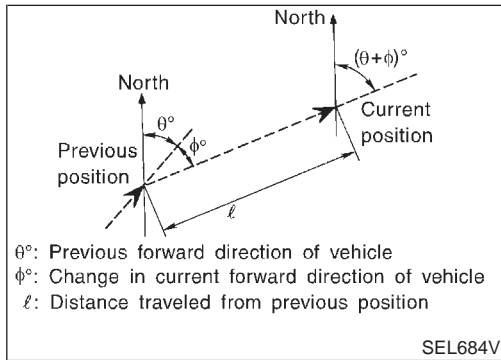 North
(θ+φ)°
North
θ°
φ°
Current
position
Previous
position
ℓ
θ°: Previous forward direction of vehicle
φ°: Change in current forward direction of vehicle
ℓ: Distance traveled from previous position
SEL684V